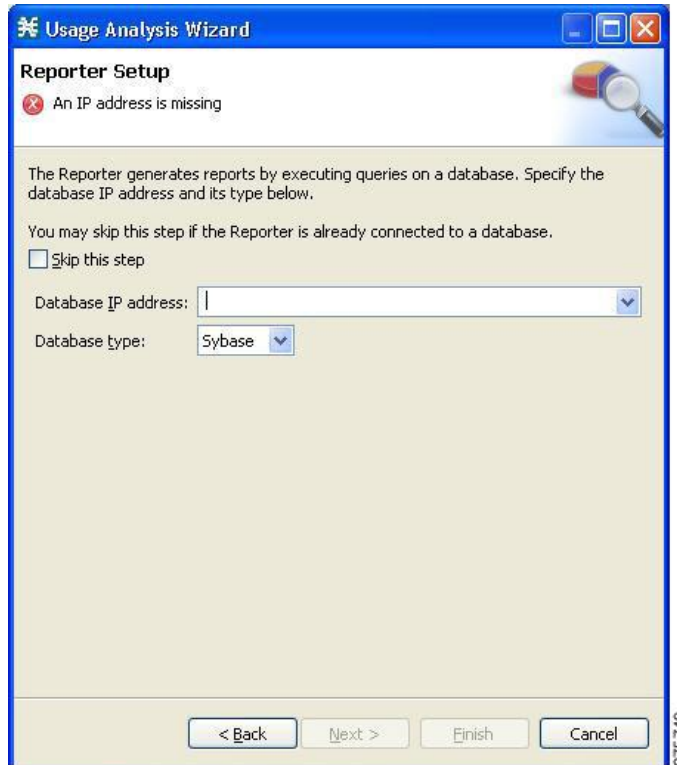 Usage Analysis Wizard
Reporter Setup
An IP address is missing
The Reporter generates reports by executing queries on a database. Specify the
database IP address and its type below.
You may skip this step if the Reporter is already connected to a database.
Skip this step
Database IP address:
Database type: Sybase
< Back Next > Finish Cancel